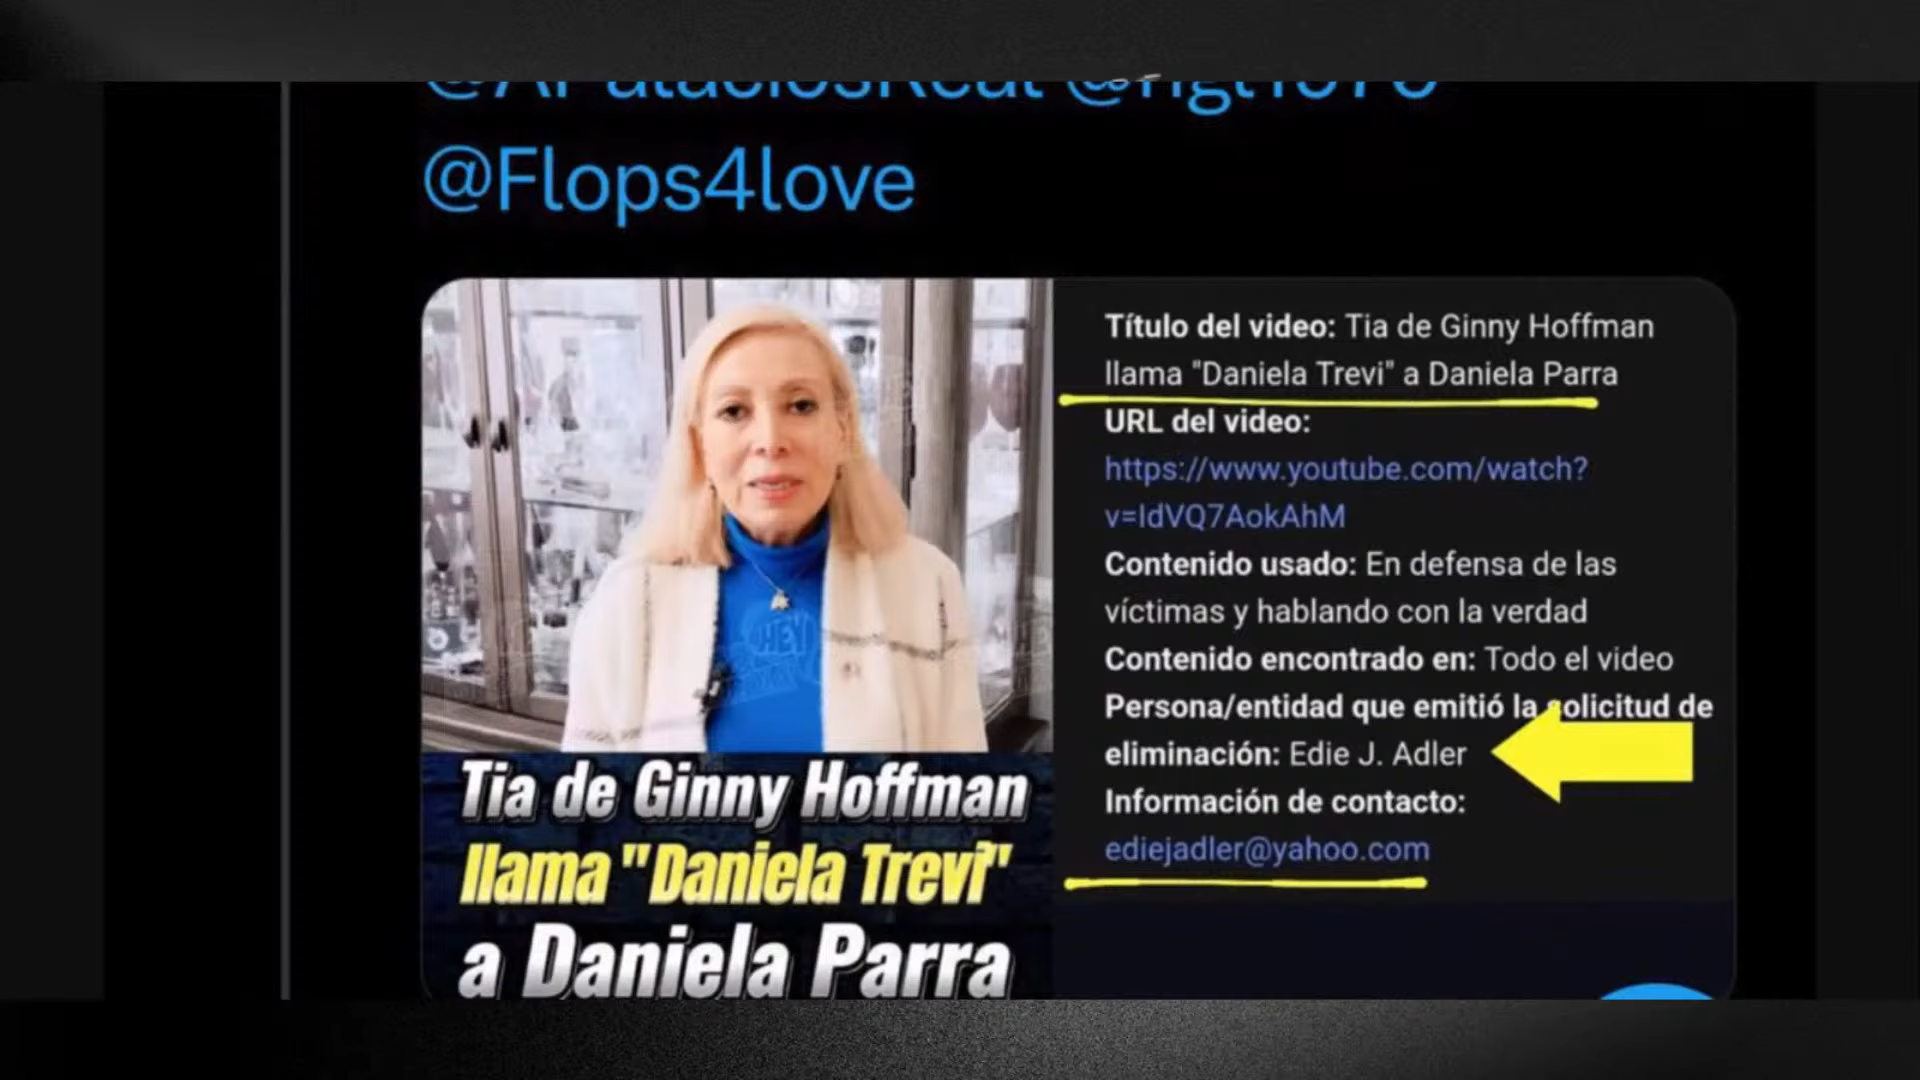 @APalaciosReal
@Flops4love
Título del video: Tia de Ginny Hoffman
llama "Daniela Trevi" a Daniela Parra
URL del video:
https://www.youtube.com/watch?
v=IdVQ7AokAhM
Contenido usado: En defensa de las
víctimas y hablando con la verdad
Contenido encontrado en: Todo el video
Persona/entidad que emitió la solicitud de
eliminación: Edie J. Adler
Información de contacto:
ediejadler@yahoo.com
HEY
Tia de Ginny Hoffman
llama "Daniela Trevi"
a Daniela Parra